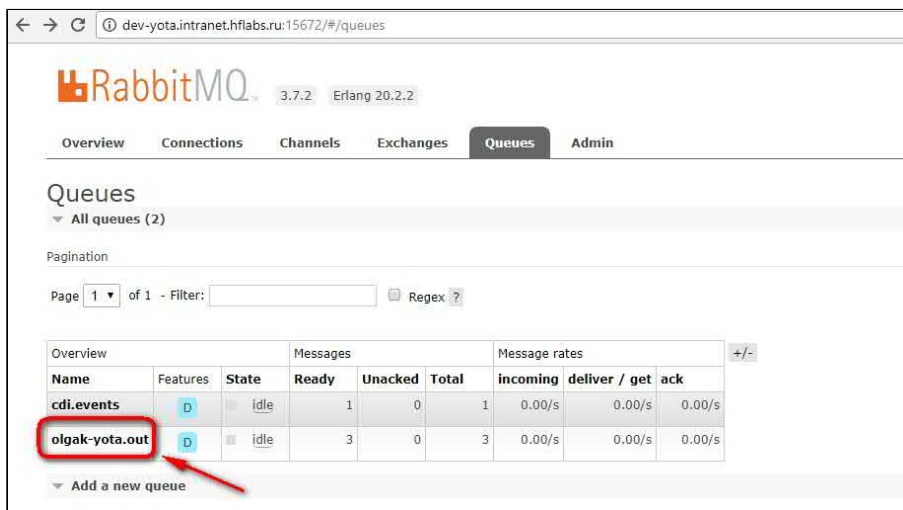 dev-yota.intranet.hflabs.ru:15672/#/queues
RabbitMQ 3.7.2 Erlang 20.2.2
Overview Connections Channels Exchanges Queues Admin
Queues
All queues (2)
Pagination
Page 1 of 1 - Filter: Regex ?
Overview Messages Message rates +/-
Name Features State Ready Unacked Total incoming deliver / get ack
cdi.events D idle 1 0 1 0.00/s 0.00/s 0.00/s
olgak-yota.out D idle 3 0 3 0.00/s 0.00/s 0.00/s
Add a new queue